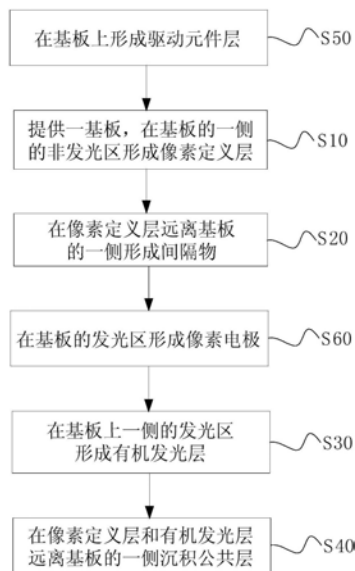 在基板上形成驱动元件层
S50
提供一基板，在基板的一侧
的非发光区形成像素定义层
S10
在像素定义层远离基板
的一侧形成间隔物
S20
在基板的发光区形成像素电极
S60
在基板上一侧的发光区
形成有机发光层
S30
在像素定义层和有机发光层
远离基板的一侧沉积公共层
S40